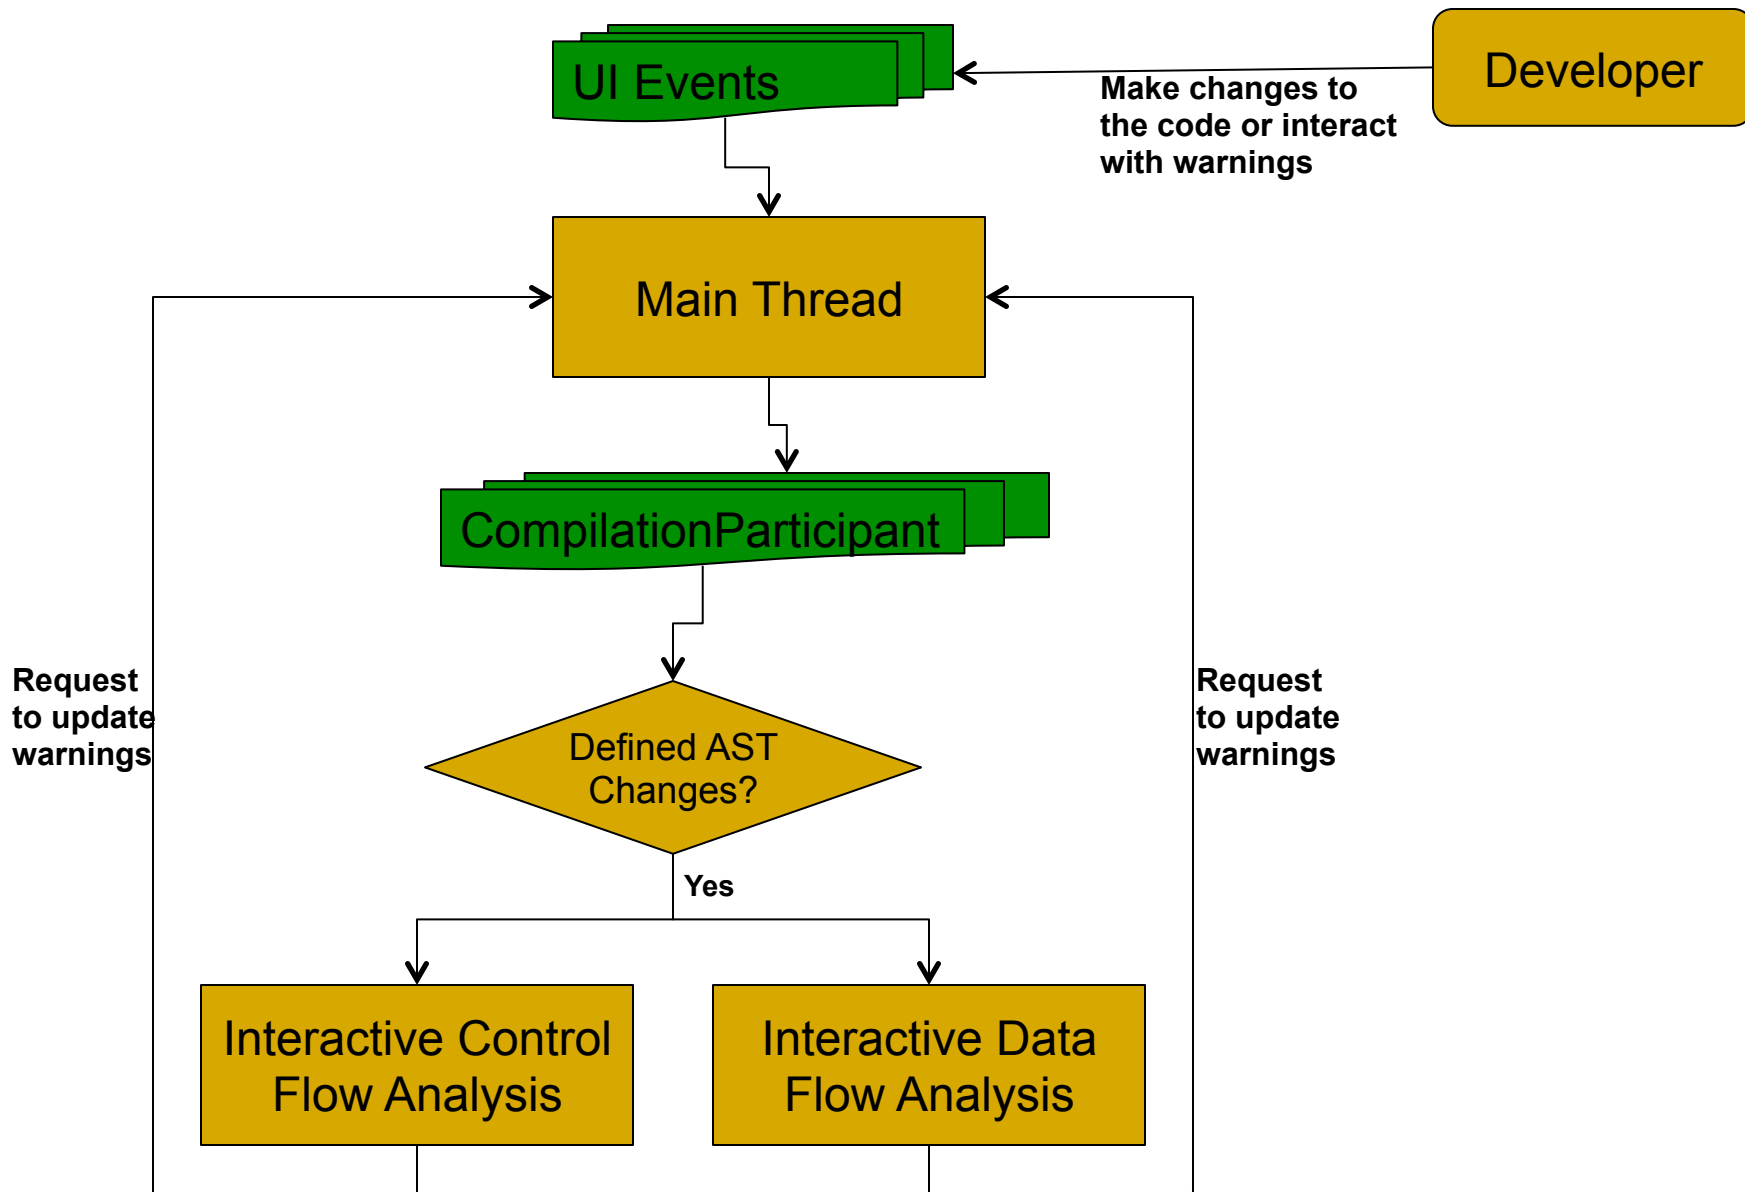 UI Events
Developer
Make changes to
the code or interact
with warnings
Main Thread
CompilationParticipant
Request
to update
warnings
Request
to update
warnings
Defined AST
Changes?
Yes
Interactive Control
Flow Analysis
Interactive Data
Flow Analysis